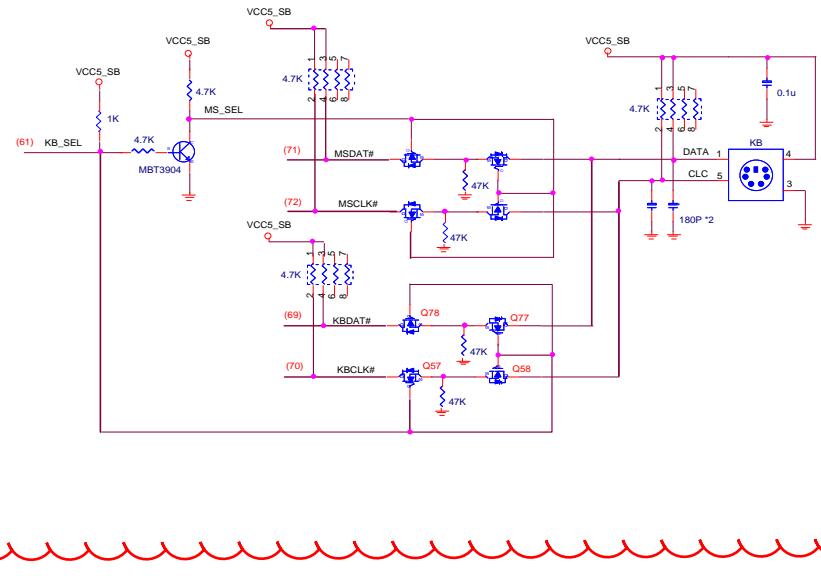 VCC5_SB
VCC5_SB
VCC5_SB
VCC5_SB
1 3 5 7
4.7K
2 4 6 8
4.7K
1K
MS_SEL
(61) KB_SEL
4.7K
MBT3904
(71) MSDAT#
47K
(72) MSCLK#
47K
1 3 5 7
4.7K
2 4 6 8
0.1u
KB
DATA 1
4
CLC 5
3
180P *2
VCC5_SB
1 3 5 7
4.7K
2 4 6 8
Q78
Q77
(69) KBDAT#
47K
(70) KBCLK#
Q57
Q58
47K